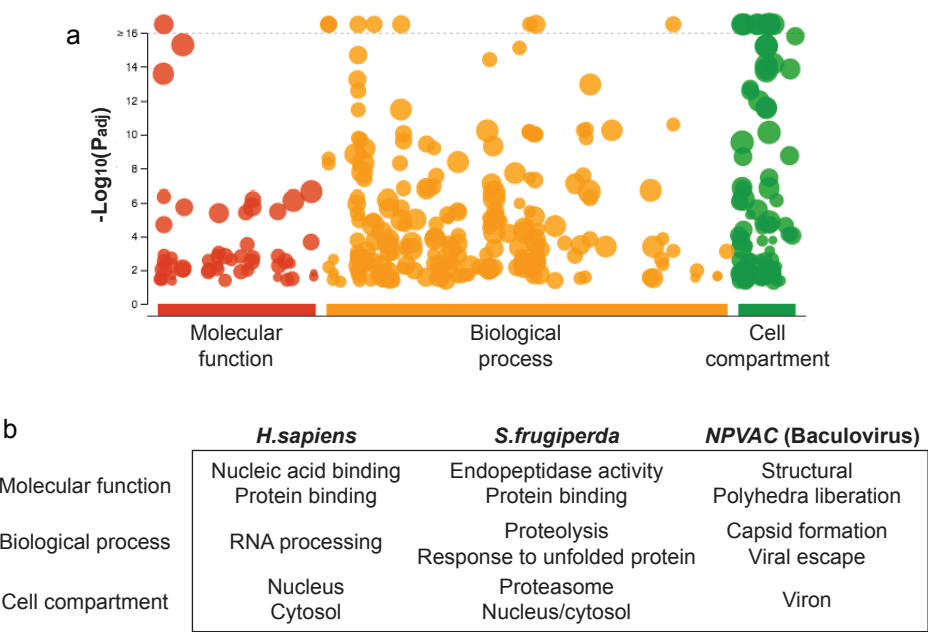 a
-Log10(Padj)
≥ 16
14
12
10
8
6
4
2
0
Molecular
function
Biological
process
Cell
compartment
b
H.sapiens S.frugiperda NPVAC (Baculovirus)
Molecular function
Nucleic acid binding
Protein binding
Endopeptidase activity
Protein binding
Structural
Polyhedra liberation
Biological process
RNA processing
Proteolysis
Response to unfolded protein
Capsid formation
Viral escape
Cell compartment
Nucleus
Cytosol
Proteasome
Nucleus/cytosol
Viron